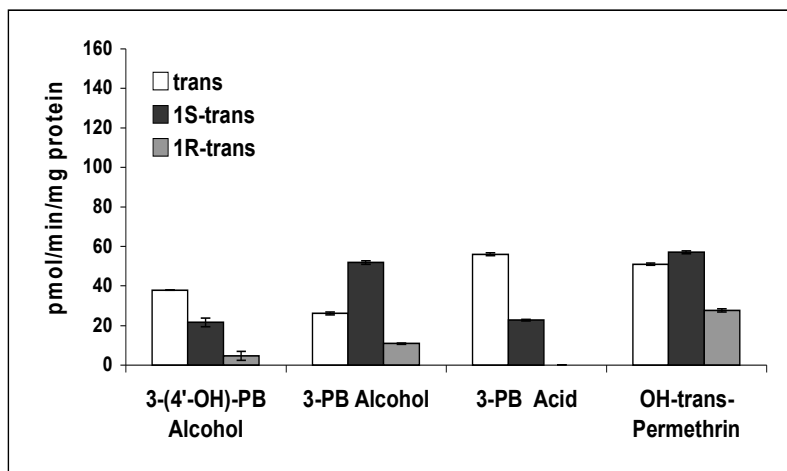 pmol/min/mg protein
160
140
120
100
80
60
40
20
0
trans
1S-trans
1R-trans
3-(4'-OH)-PB
Alcohol
3-PB Alcohol
3-PB Acid
OH-trans-
Permethrin